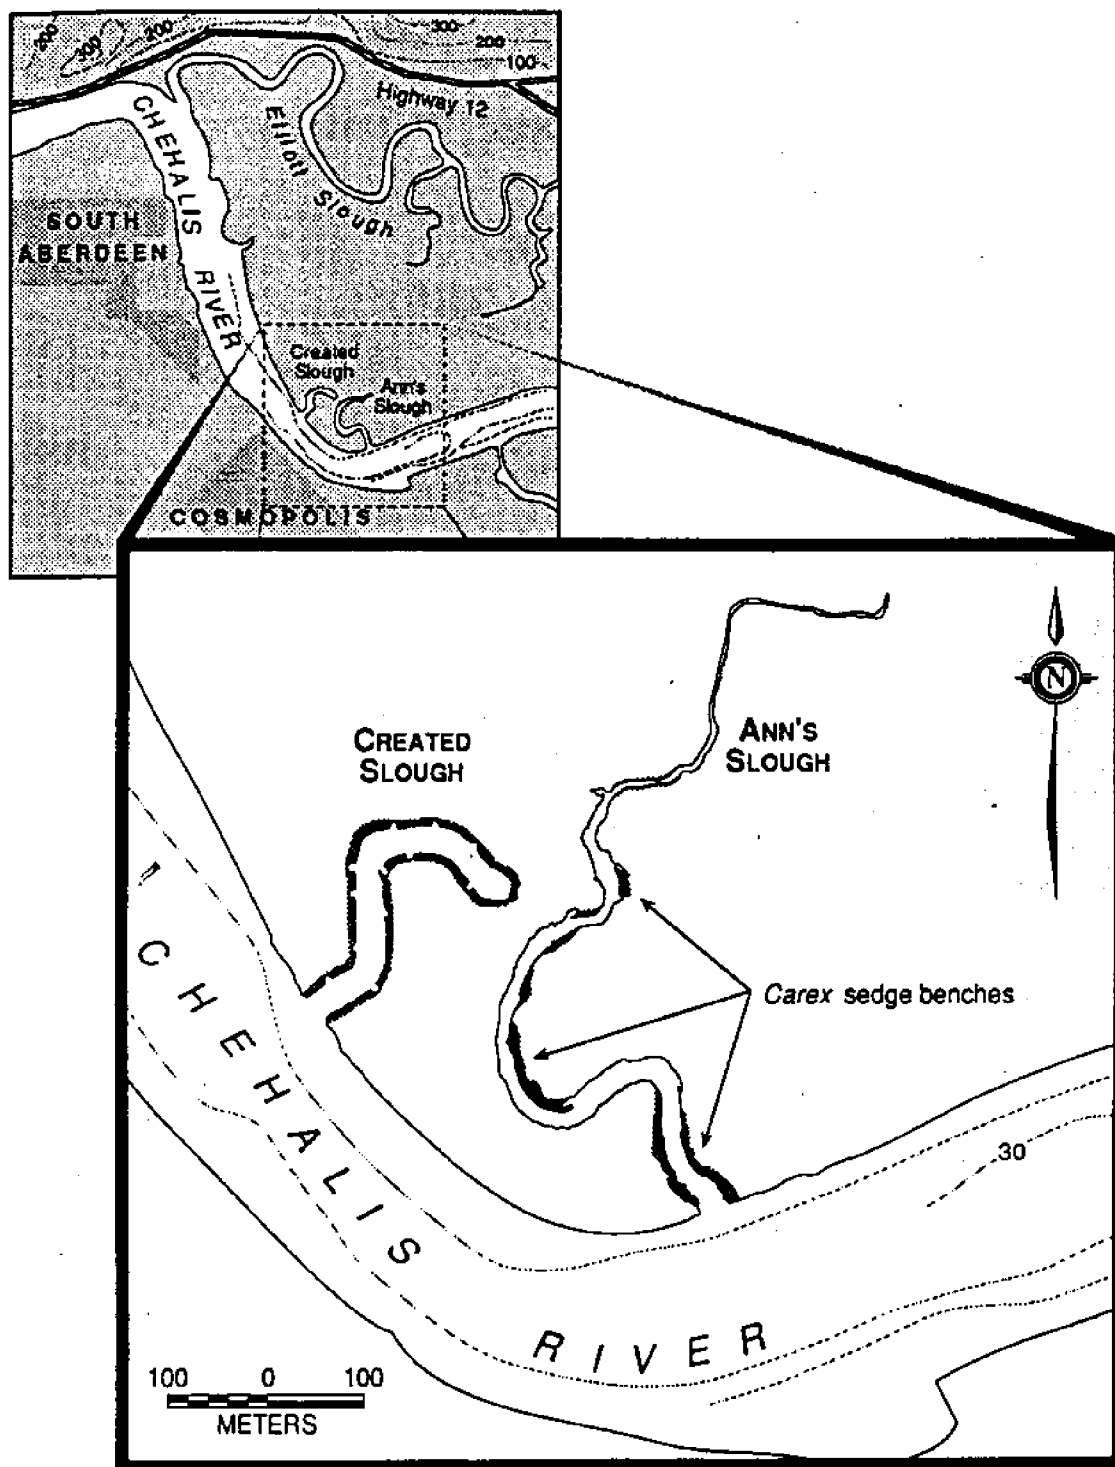 200
300
200
300
200
100
Highway 12
CHEHALIS
RIVER
Elliott
Slough
SOUTH
ABERDEEN
Created
Slough
Ann's
Slough
COSMOPOLIS
CREATED
SLOUGH
ANN'S
SLOUGH
N
Carex sedge benches
CHEHALIS
RIVER
30
100 0 100
METERS